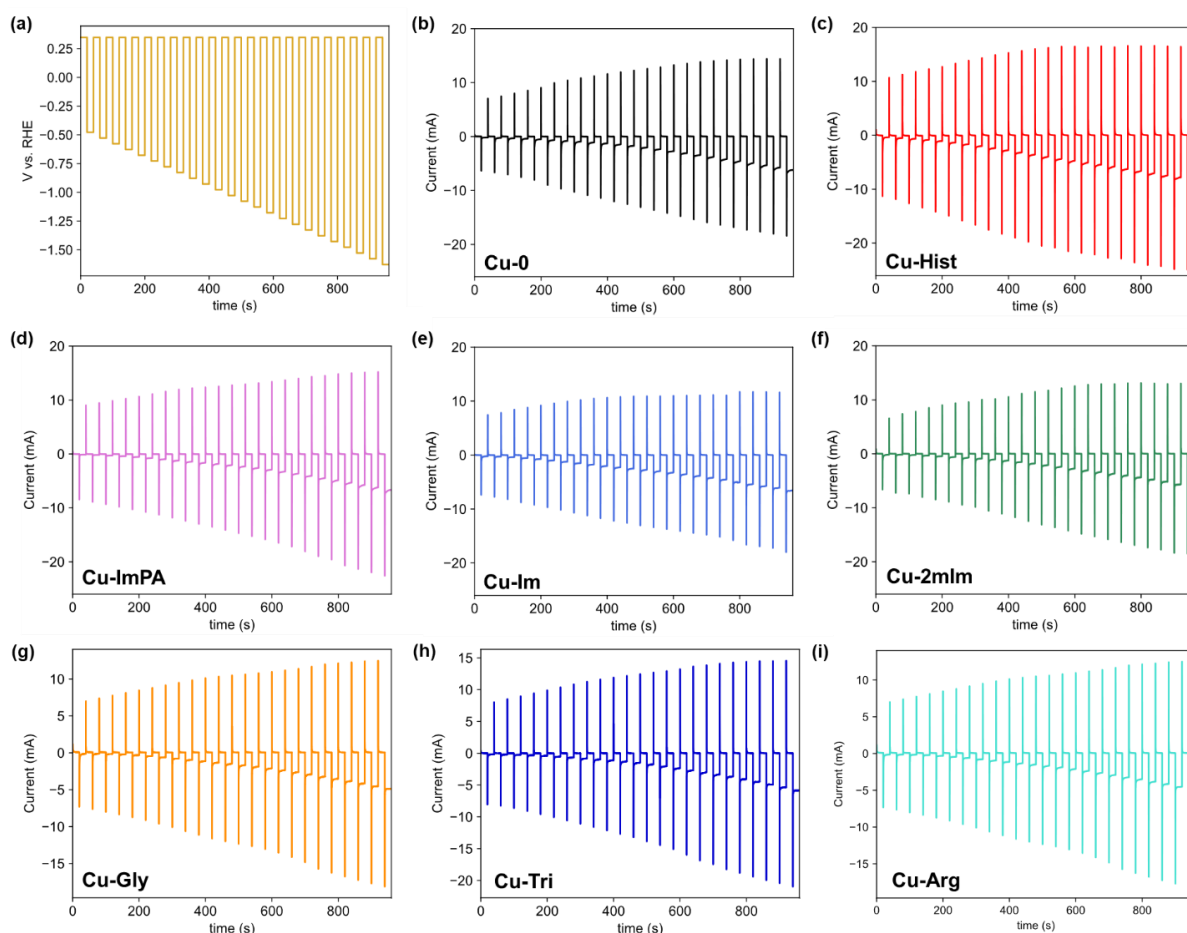 (a)
V vs. RHE
0.25
0.00
−0.25
−0.50
−0.75
−1.00
−1.25
−1.50
0 200 400 600 800
time (s)
(b)
Current (mA)
20
10
0
−10
−20
Cu-0
0 200 400 600 800
time (s)
(c)
Current (mA)
20
10
0
−10
−20
Cu-Hist
0 200 400 600 800
time (s)
(d)
Current (mA)
20
10
0
−10
−20
Cu-ImPA
0 200 400 600 800
time (s)
(e)
Current (mA)
20
10
0
−10
−20
Cu-Im
0 200 400 600 800
time (s)
(f)
Current (mA)
20
10
0
−10
−20
Cu-2mIm
0 200 400 600 800
time (s)
(g)
Current (mA)
10
5
0
−5
−10
−15
Cu-Gly
0 200 400 600 800
time (s)
(h)
Current (mA)
15
10
5
0
−5
−10
−15
−20
Cu-Tri
0 200 400 600 800
time (s)
(i)
Current (mA)
10
5
0
−5
−10
−15
Cu-Arg
0 200 400 600 800
time (s)